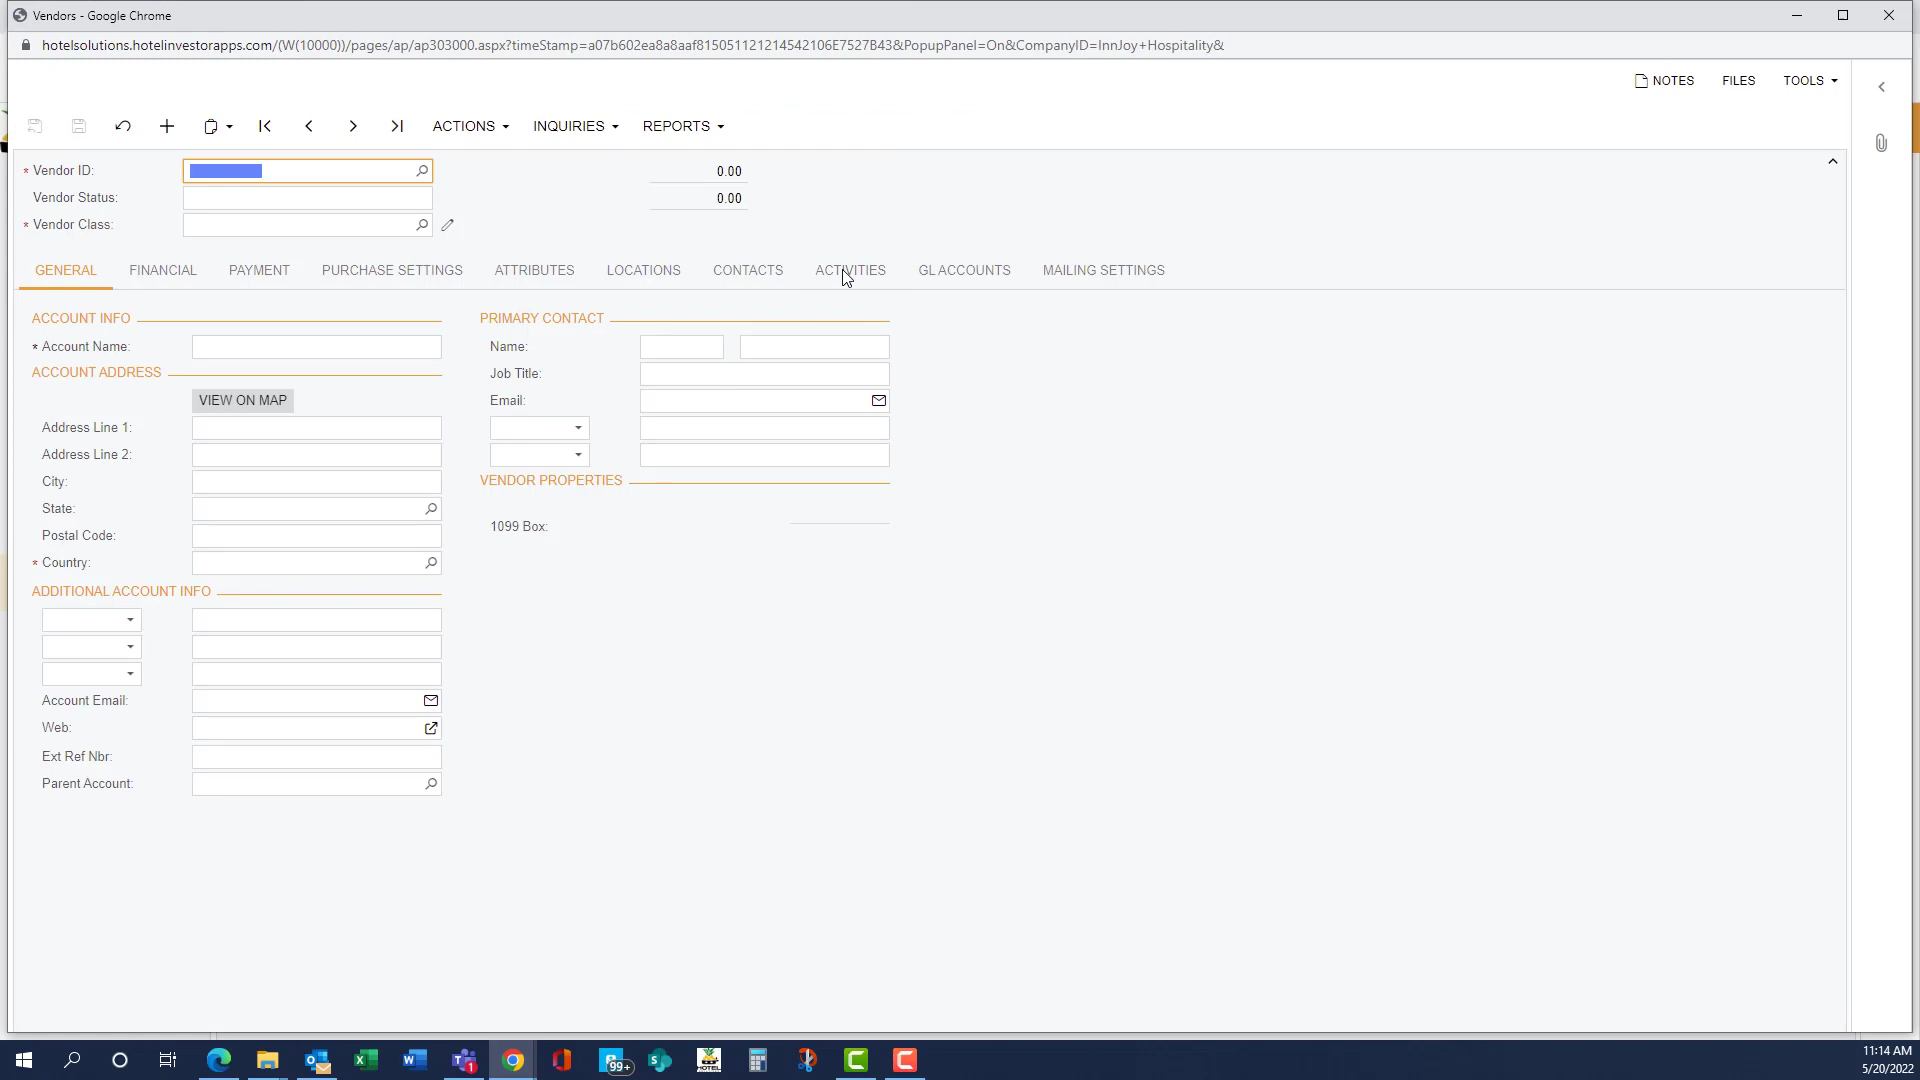 Vendors - Google Chrome
hotelsolutions.hotelinvestorapps.com/(W(10000))/pages/ap/ap303000.aspx?timeStamp=a07b602ea8a8aaf815051121214542106E7527B43&PopupPanel=On&CompanyID=InnJoy+Hospitality&
NOTES FILES TOOLS
ACTIONS INQUIRIES REPORTS
* Vendor ID: 0.00
Vendor Status: 0.00
* Vendor Class:
GENERAL FINANCIAL PAYMENT PURCHASE SETTINGS ATTRIBUTES LOCATIONS CONTACTS ACTIVITIES GL ACCOUNTS MAILING SETTINGS
ACCOUNT INFO
* Account Name:
ACCOUNT ADDRESS
VIEW ON MAP
Address Line 1:
Address Line 2:
City:
State:
Postal Code:
* Country:
ADDITIONAL ACCOUNT INFO
Account Email:
Web:
Ext Ref Nbr:
Parent Account:
PRIMARY CONTACT
Name:
Job Title:
Email:
VENDOR PROPERTIES
1099 Box:
99+
1
HOTEL
11:14 AM
5/20/2022